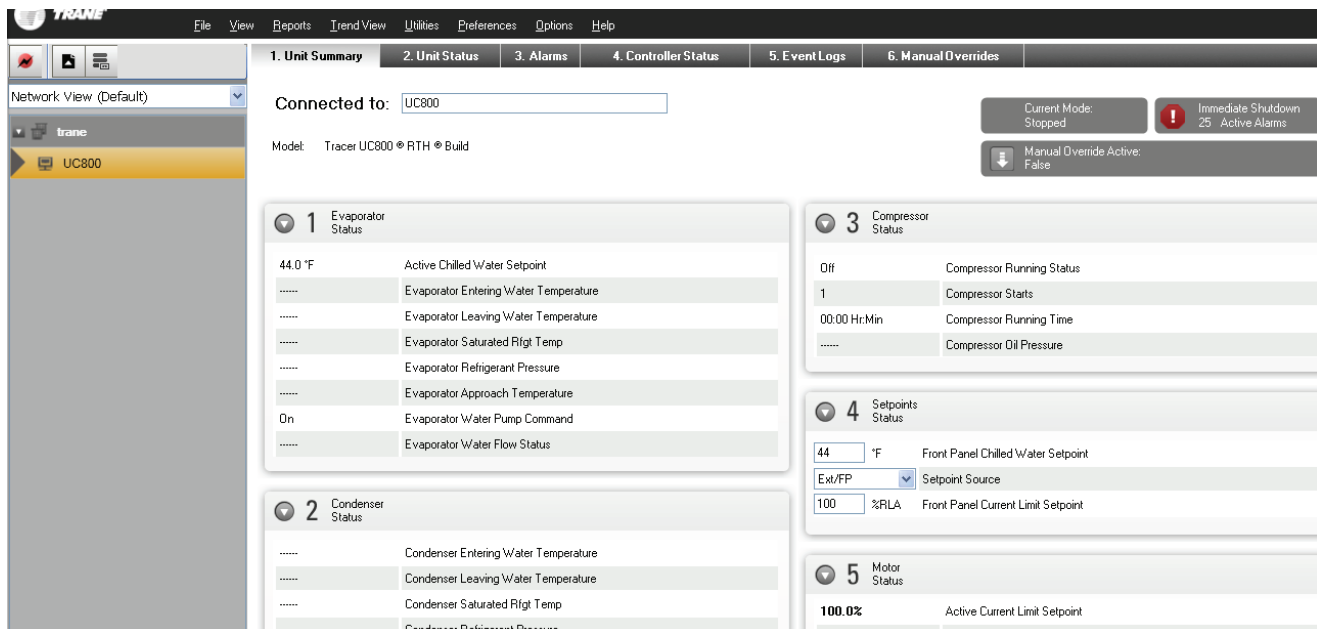 TRANE
File View Reports Trend View Utilities Preferences Options Help
1. Unit Summary 2. Unit Status 3. Alarms 4. Controller Status 5. Event Logs 6. Manual Overrides
Network View (Default)
trane
UC800
Connected to: UC800
Model: Tracer UC800 ® RTH ® Build
Current Mode:
Stopped
Immediate Shutdown
25 Active Alarms
Manual Override Active:
False
1 Evaporator
Status
44.0 °F Active Chilled Water Setpoint
------ Evaporator Entering Water Temperature
------ Evaporator Leaving Water Temperature
------ Evaporator Saturated Rfgt Temp
------ Evaporator Refrigerant Pressure
------ Evaporator Approach Temperature
On Evaporator Water Pump Command
------ Evaporator Water Flow Status
2 Condenser
Status
------ Condenser Entering Water Temperature
------ Condenser Leaving Water Temperature
------ Condenser Saturated Rfgt Temp
Condenser Refrigerant Pressure
3 Compressor
Status
Off Compressor Running Status
1 Compressor Starts
00:00 Hr:Min Compressor Running Time
------ Compressor Oil Pressure
4 Setpoints
Status
44 °F Front Panel Chilled Water Setpoint
Ext/FP Setpoint Source
100 %RLA Front Panel Current Limit Setpoint
5 Motor
Status
100.0% Active Current Limit Setpoint